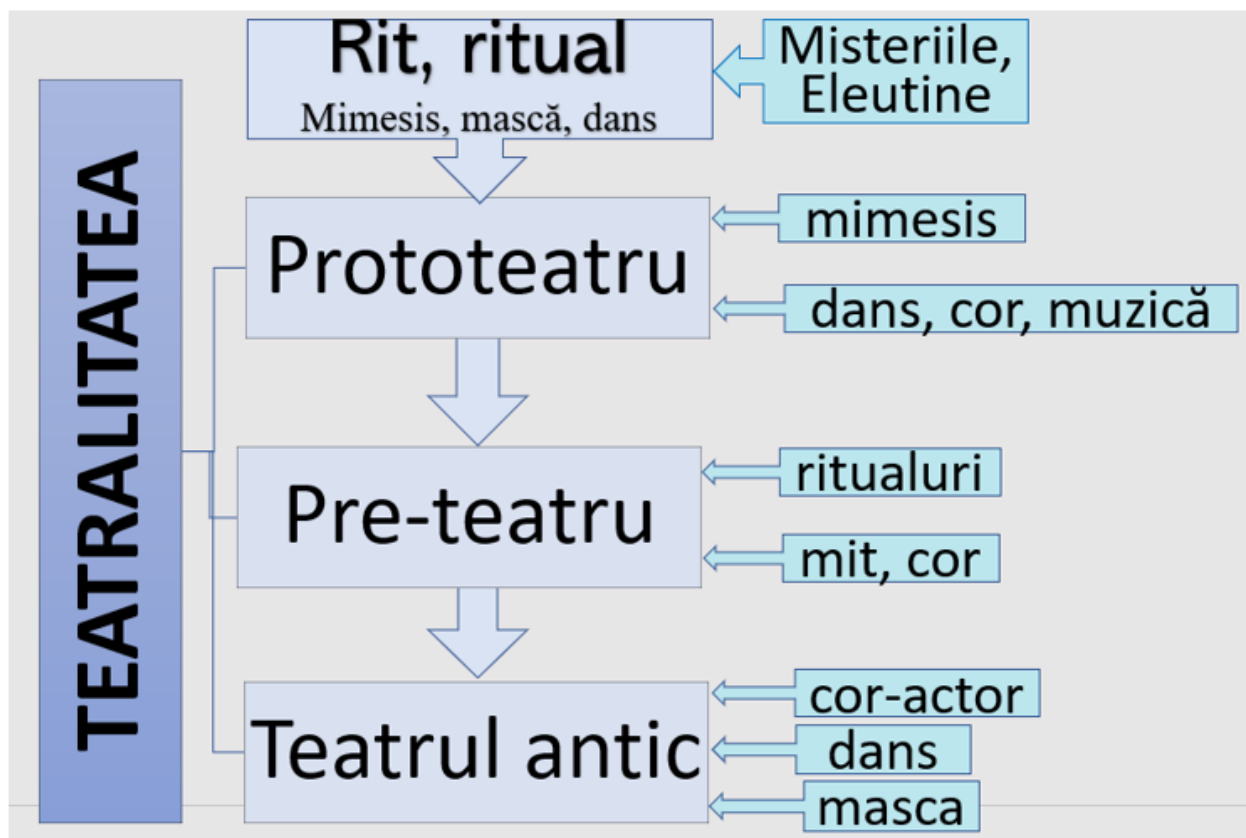 TEATRALITATEA
Rit, ritual
Mimesis, mască, dans
Misteriile,
Eleutine
Prototeatru
mimesis
dans, cor, muzică
Pre-teatru
ritualuri
mit, cor
Teatrul antic
cor-actor
dans
masca